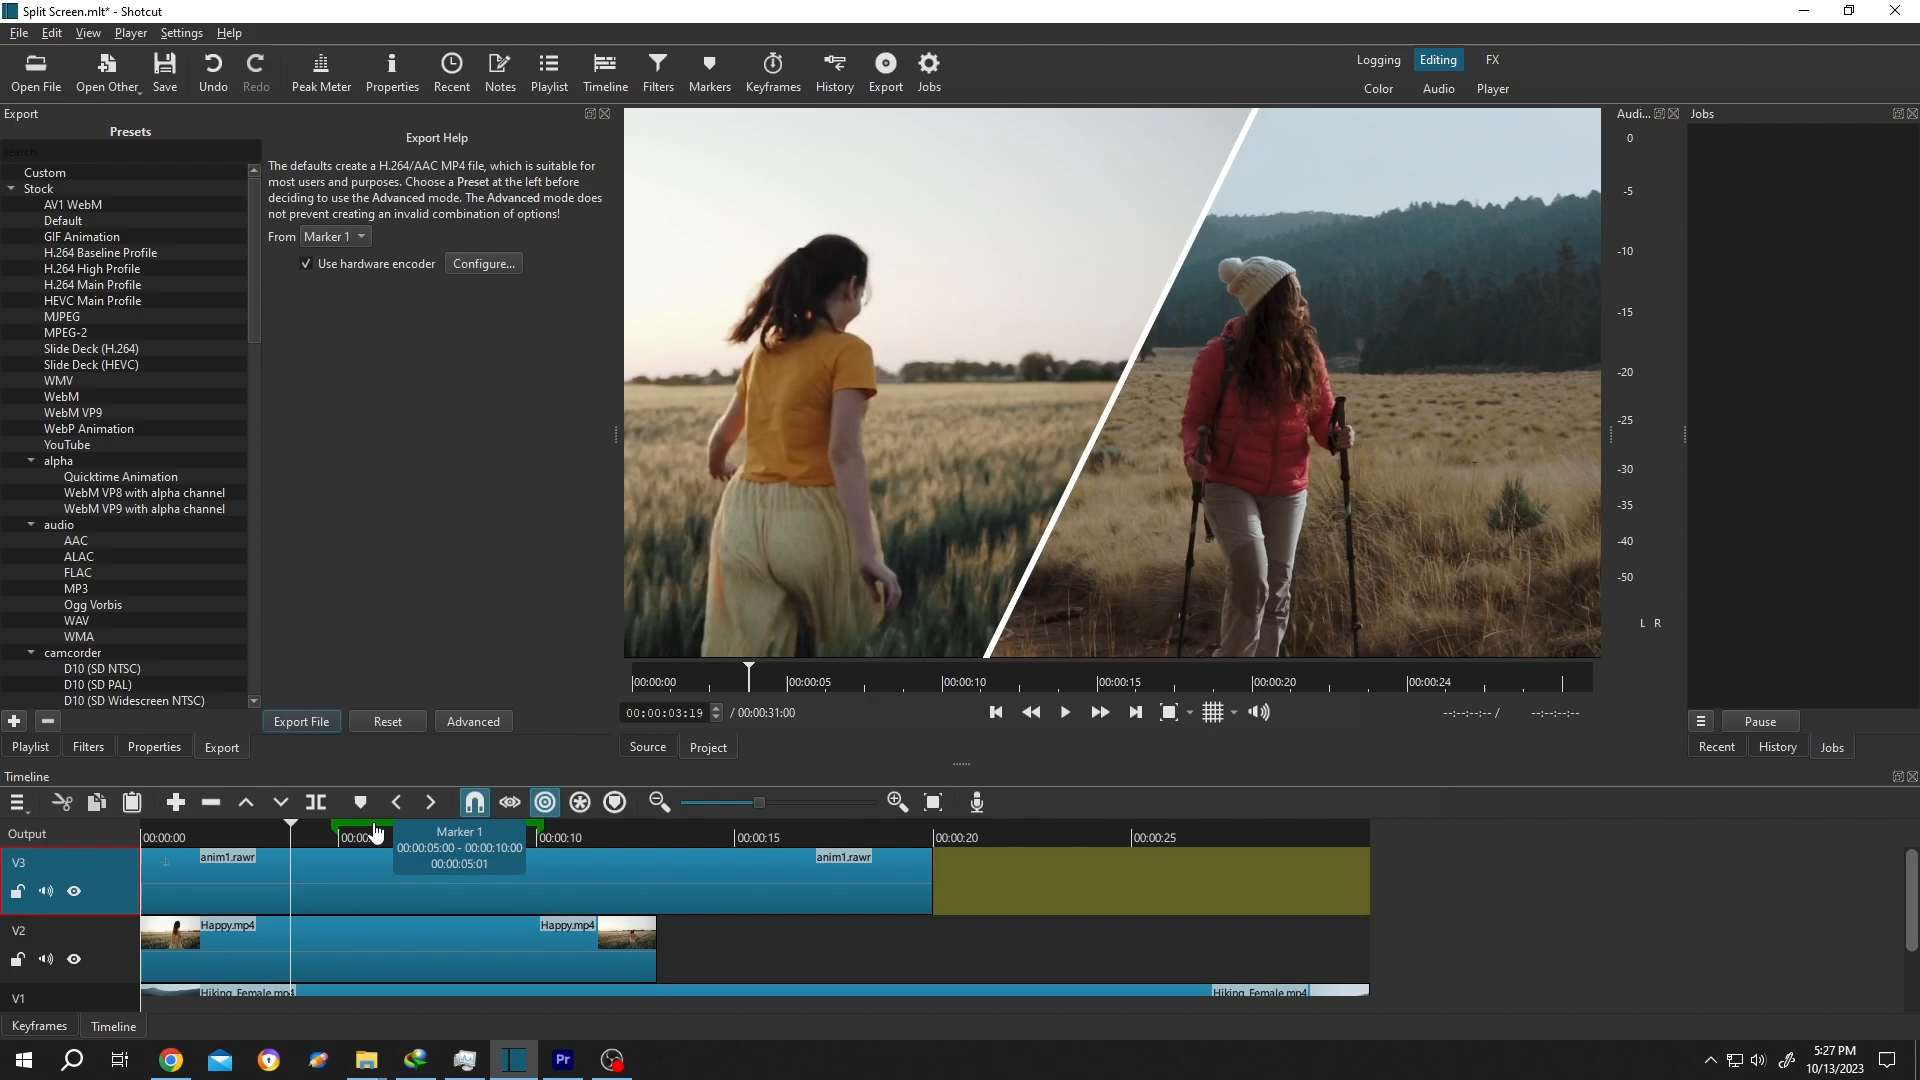 Split Screen.mlt* - Shotcut
File Edit View Player Settings Help
Open File Open Other Save Undo Redo Peak Meter Properties Recent Notes Playlist Timeline Filters Markers Keyframes History Export Jobs
Logging Editing FX
Color Audio Player
Export
Presets
search
Custom
Stock
AV1 WebM
Default
GIF Animation
H.264 Baseline Profile
H.264 High Profile
H.264 Main Profile
HEVC Main Profile
MJPEG
MPEG-2
Slide Deck (H.264)
Slide Deck (HEVC)
WMV
WebM
WebM VP9
WebP Animation
YouTube
alpha
Quicktime Animation
WebM VP8 with alpha channel
WebM VP9 with alpha channel
audio
AAC
ALAC
FLAC
MP3
Ogg Vorbis
WAV
WMA
camcorder
D10 (SD NTSC)
D10 (SD PAL)
D10 (SD Widescreen NTSC)
Export Help
The defaults create a H.264/AAC MP4 file, which is suitable for
most users and purposes. Choose a Preset at the left before
deciding to use the Advanced mode. The Advanced mode does
not prevent creating an invalid combination of options!
From Marker 1
Use hardware encoder Configure...
Export File Reset Advanced
Playlist Filters Properties Export
00:00:00 00:00:05 00:00:10 00:00:15 00:00:20 00:00:24
00:00:03:19 / 00:00:31:00
--:--:--:-- / --:--:--:--
Source Project
Audi...
0
-5
-10
-15
-20
-25
-30
-35
-40
-50
L R
Jobs
Pause
Recent History Jobs
Timeline
Output
00:00:00 00:00:10 00:00:15 00:00:20 00:00:25
Marker 1
00:00:05:00 - 00:00:10:00
00:00:05:01
V3
anim1.rawr anim1.rawr
V2
Happy.mp4 Happy.mp4
V1
Hiking_Female.mp4 Hiking_Female.mp4
Keyframes Timeline
Pr
5:27 PM
10/13/2023